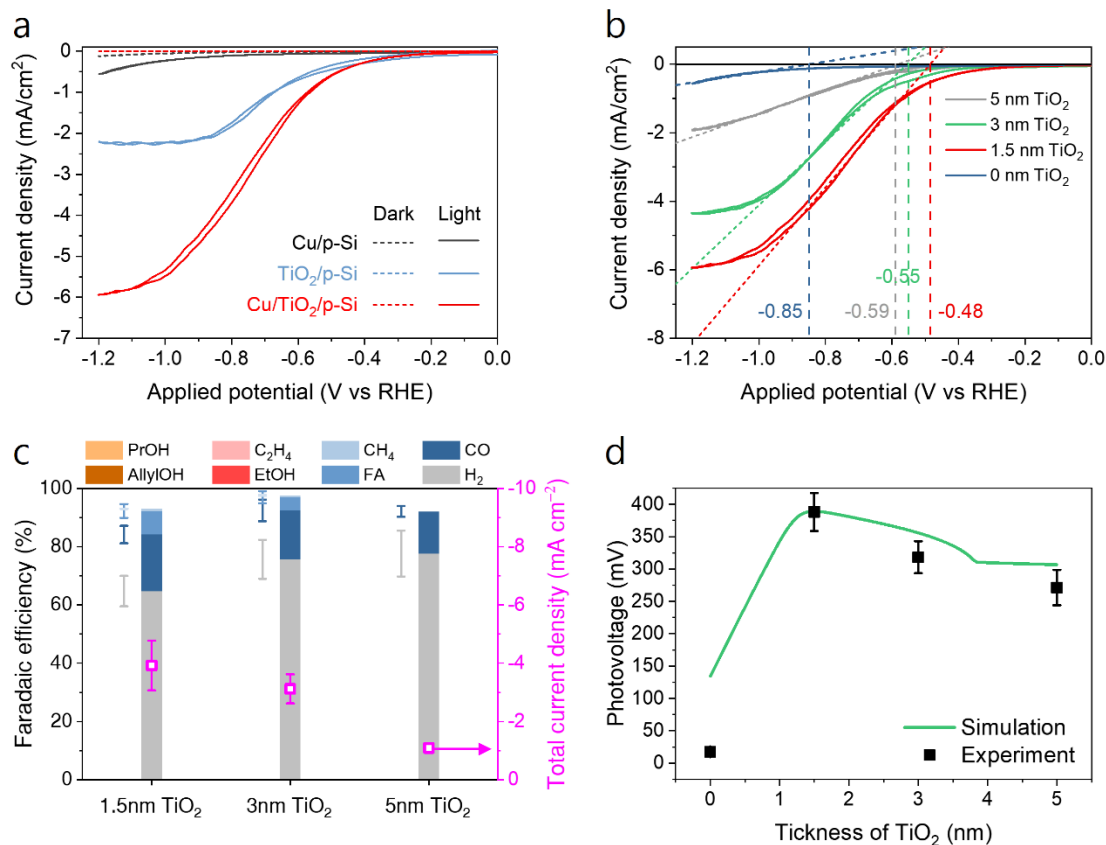 a
0
-1
-2
-3
-4
-5
-6
-7
Current density (mA/cm²)
Dark Light
Cu/p-Si
TiO₂/p-Si
Cu/TiO₂/p-Si
-1.2 -1.0 -0.8 -0.6 -0.4 -0.2 0.0
Applied potential (V vs RHE)
b
0
-2
-4
-6
-8
Current density (mA/cm²)
5 nm TiO₂
3 nm TiO₂
1.5 nm TiO₂
0 nm TiO₂
-0.55
-0.85 -0.59 -0.48
-1.2 -1.0 -0.8 -0.6 -0.4 -0.2 0.0
Applied potential (V vs RHE)
c
PrOH C₂H₄ CH₄ CO
AllylOH EtOH FA H₂
100
80
60
40
20
0
Faradaic efficiency (%)
-10
-8
-6
-4
-2
0
Total current density (mA cm⁻²)
1.5nm TiO₂ 3nm TiO₂ 5nm TiO₂
d
400
350
300
250
200
150
100
50
0
Photovoltage (mV)
Simulation
Experiment
0 1 2 3 4 5
Tickness of TiO₂ (nm)